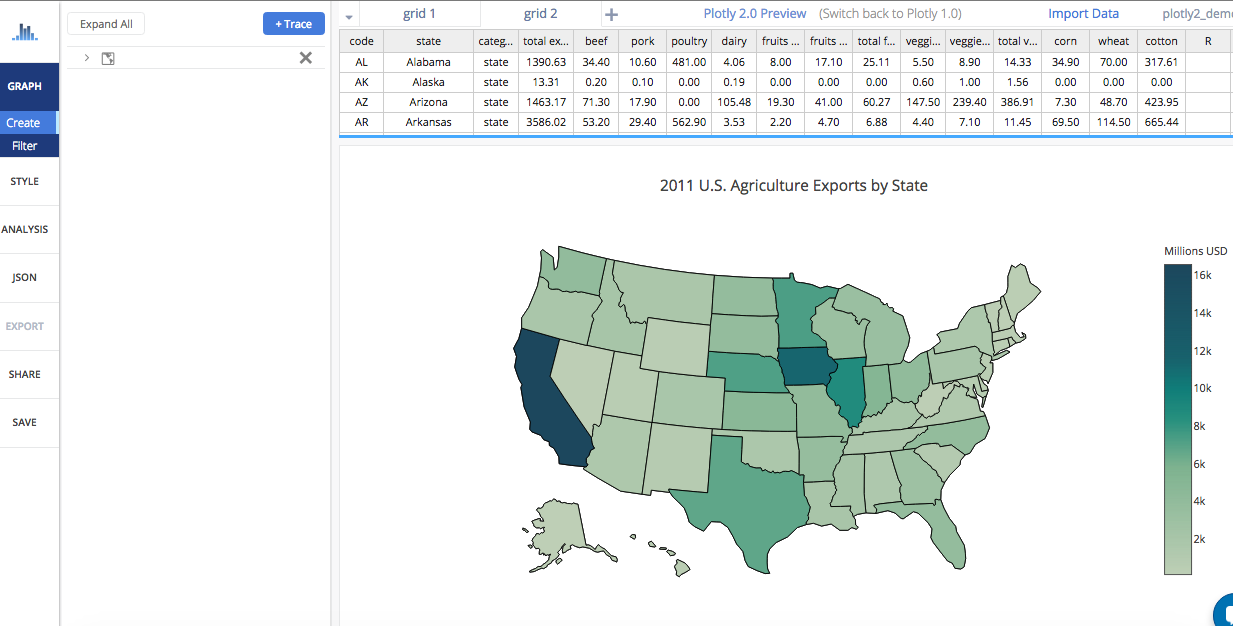 Expand All
+ Trace
grid 1 grid 2
Plotly 2.0 Preview (Switch back to Plotly 1.0) Import Data plotly2_demo
GRAPH
Create
Filter
STYLE
ANALYSIS
JSON
EXPORT
SHARE
SAVE
code state categ... total ex... beef pork poultry dairy fruits ... fruits ... total f... veggi... veggie... total v... corn wheat cotton R
AL Alabama state 1390.63 34.40 10.60 481.00 4.06 8.00 17.10 25.11 5.50 8.90 14.33 34.90 70.00 317.61
AK Alaska state 13.31 0.20 0.10 0.00 0.19 0.00 0.00 0.00 0.60 1.00 1.56 0.00 0.00 0.00
AZ Arizona state 1463.17 71.30 17.90 0.00 105.48 19.30 41.00 60.27 147.50 239.40 386.91 7.30 48.70 423.95
AR Arkansas state 3586.02 53.20 29.40 562.90 3.53 2.20 4.70 6.88 4.40 7.10 11.45 69.50 114.50 665.44
2011 U.S. Agriculture Exports by State
Millions USD
16k
14k
12k
10k
8k
6k
4k
2k